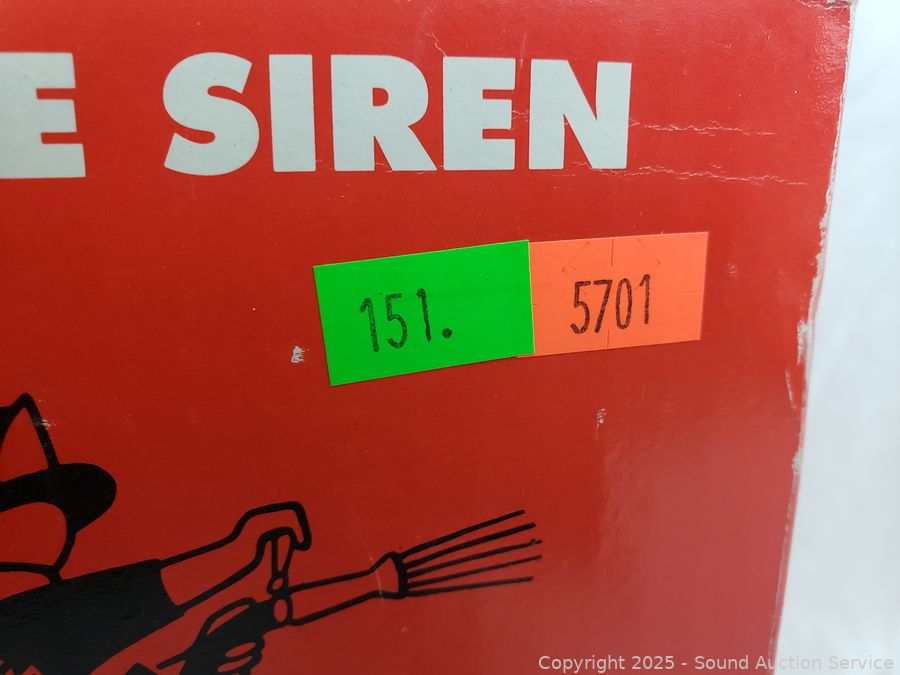 E SIREN
151.
5701
Copyright 2025 - Sound Auction Service